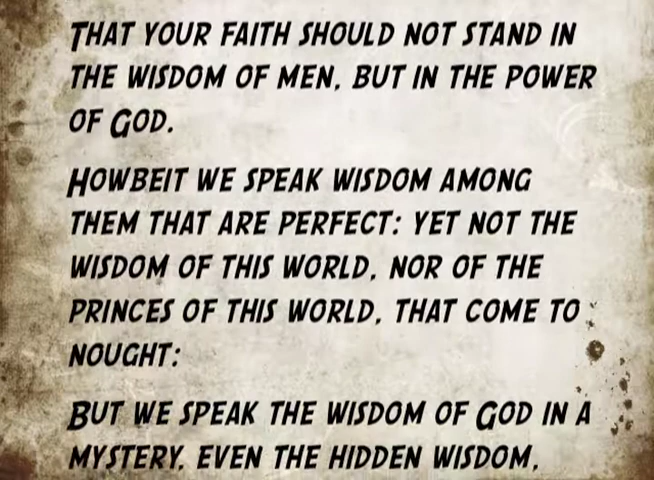 THAT YOUR FAITH SHOULD NOT STAND IN
THE WISDOM OF MEN, BUT IN THE POWER
OF GOD.
HOWBEIT WE SPEAK WISDOM AMONG
THEM THAT ARE PERFECT: YET NOT THE
WISDOM OF THIS WORLD, NOR OF THE
PRINCES OF THIS WORLD, THAT COME TO
NOUGHT:
BUT WE SPEAK THE WISDOM OF GOD IN A
MYSTERY, EVEN THE HIDDEN WISDOM,